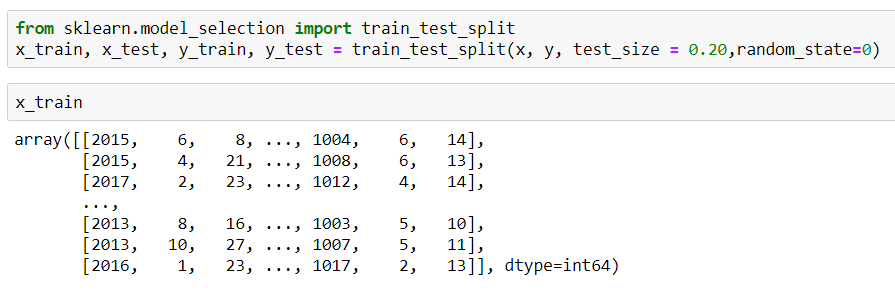 from sklearn.model_selection import train_test_split
x_train, x_test, y_train, y_test = train_test_split(x, y, test_size = 0.20,random_state=0)
x_train
array([[2015,    6,    8, ..., 1004,    6,   14],
       [2015,    4,   21, ..., 1008,    6,   13],
       [2017,    2,   23, ..., 1012,    4,   14],
       ...,
       [2013,    8,   16, ..., 1003,    5,   10],
       [2013,   10,   27, ..., 1007,    5,   11],
       [2016,    1,   23, ..., 1017,    2,   13]], dtype=int64)